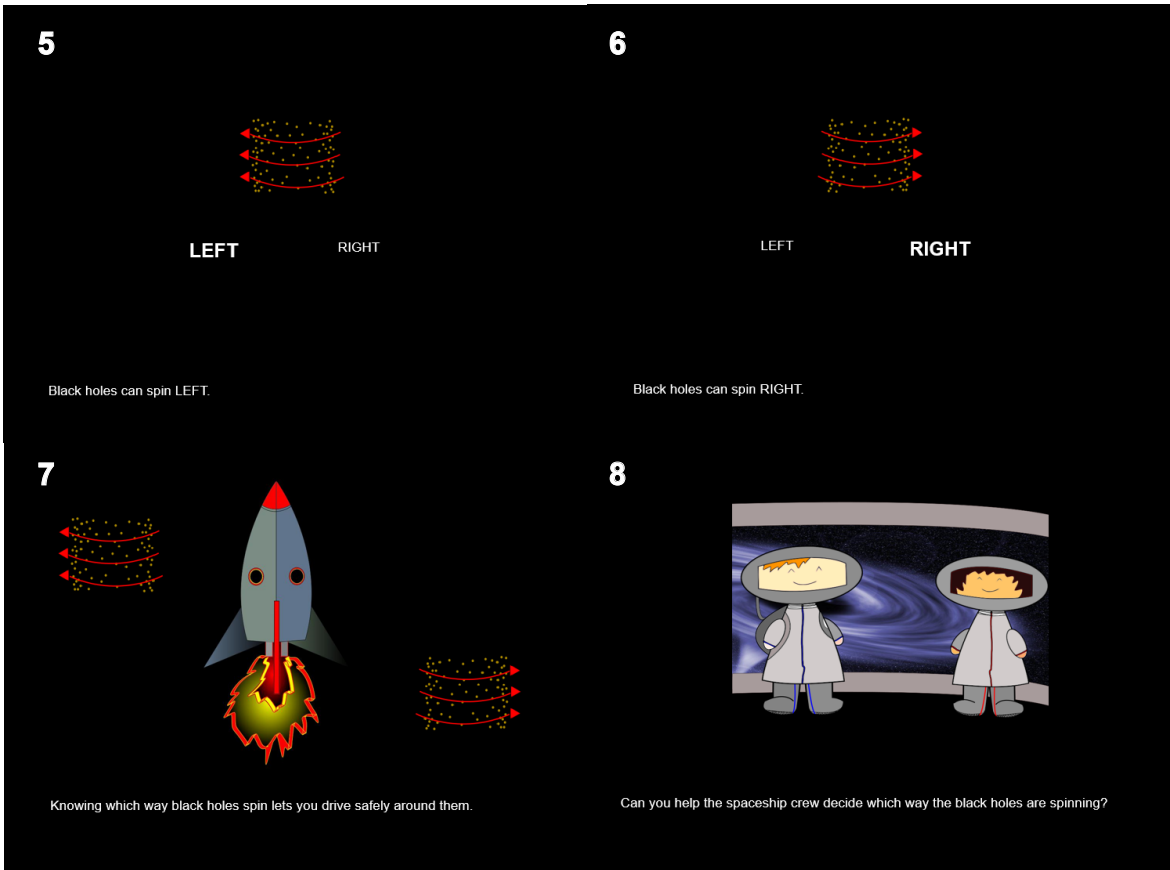 5
LEFT
RIGHT
Black holes can spin LEFT.
6
LEFT
RIGHT
Black holes can spin RIGHT.
7
Knowing which way black holes spin lets you drive safely around them.
8
Can you help the spaceship crew decide which way the black holes are spinning?